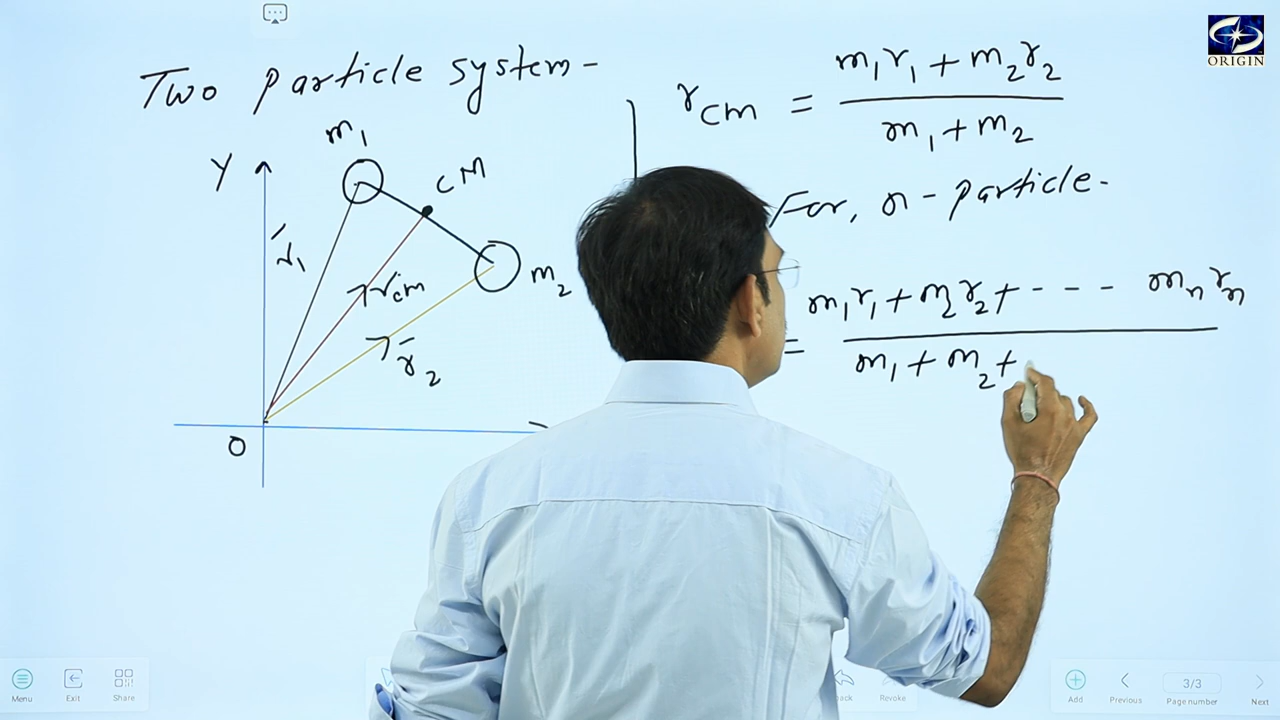 Two particle system-
m1
Y
CM
r1
rcm
m2
r2
O
rCM = m1r1 + m2r2
m1 + m2
For, n - particle.
= m1r1 + m2r2 + - - - mnrn
m1 + m2 +
ORIGIN
Menu
Exit
Share
Revoke
Add
Previous
3/3
Page number
Next